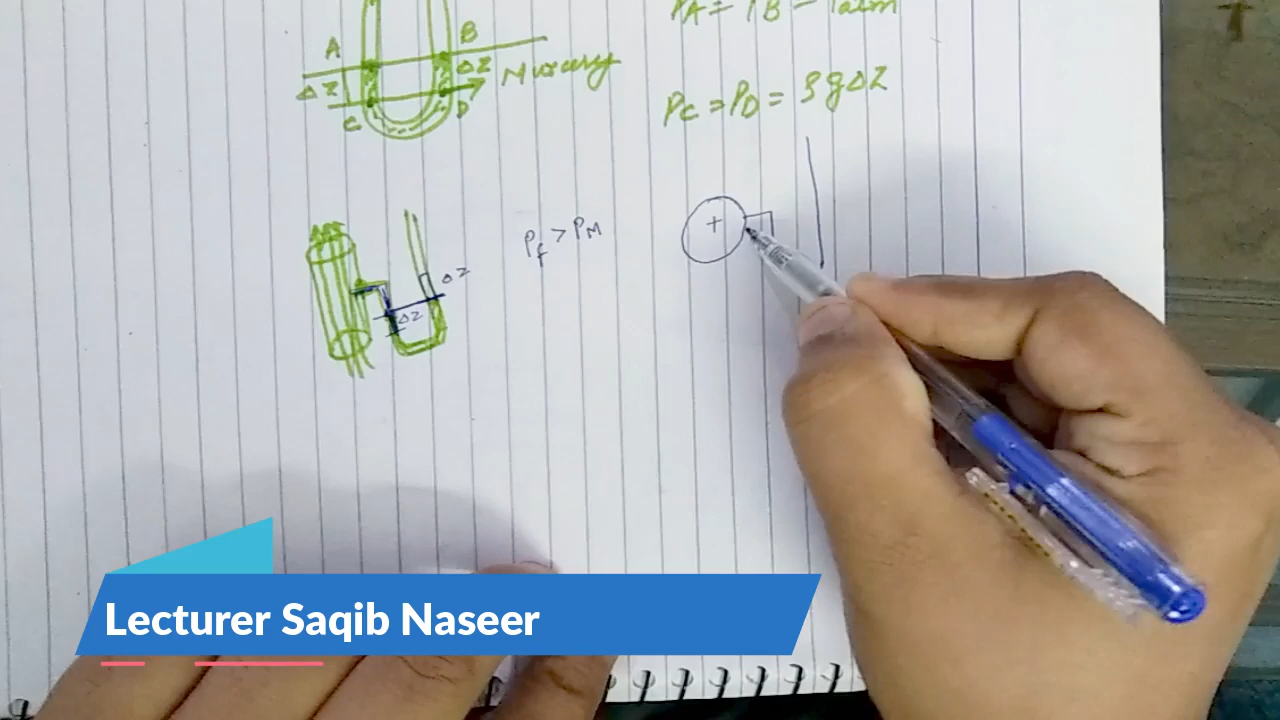 PA = PB = Patm
A B
ΔZ ΔZ Mercury
C D
PC = PD = ρgΔZ
Pf > PM
+
ΔZ
ΔZ
Lecturer Saqib Naseer